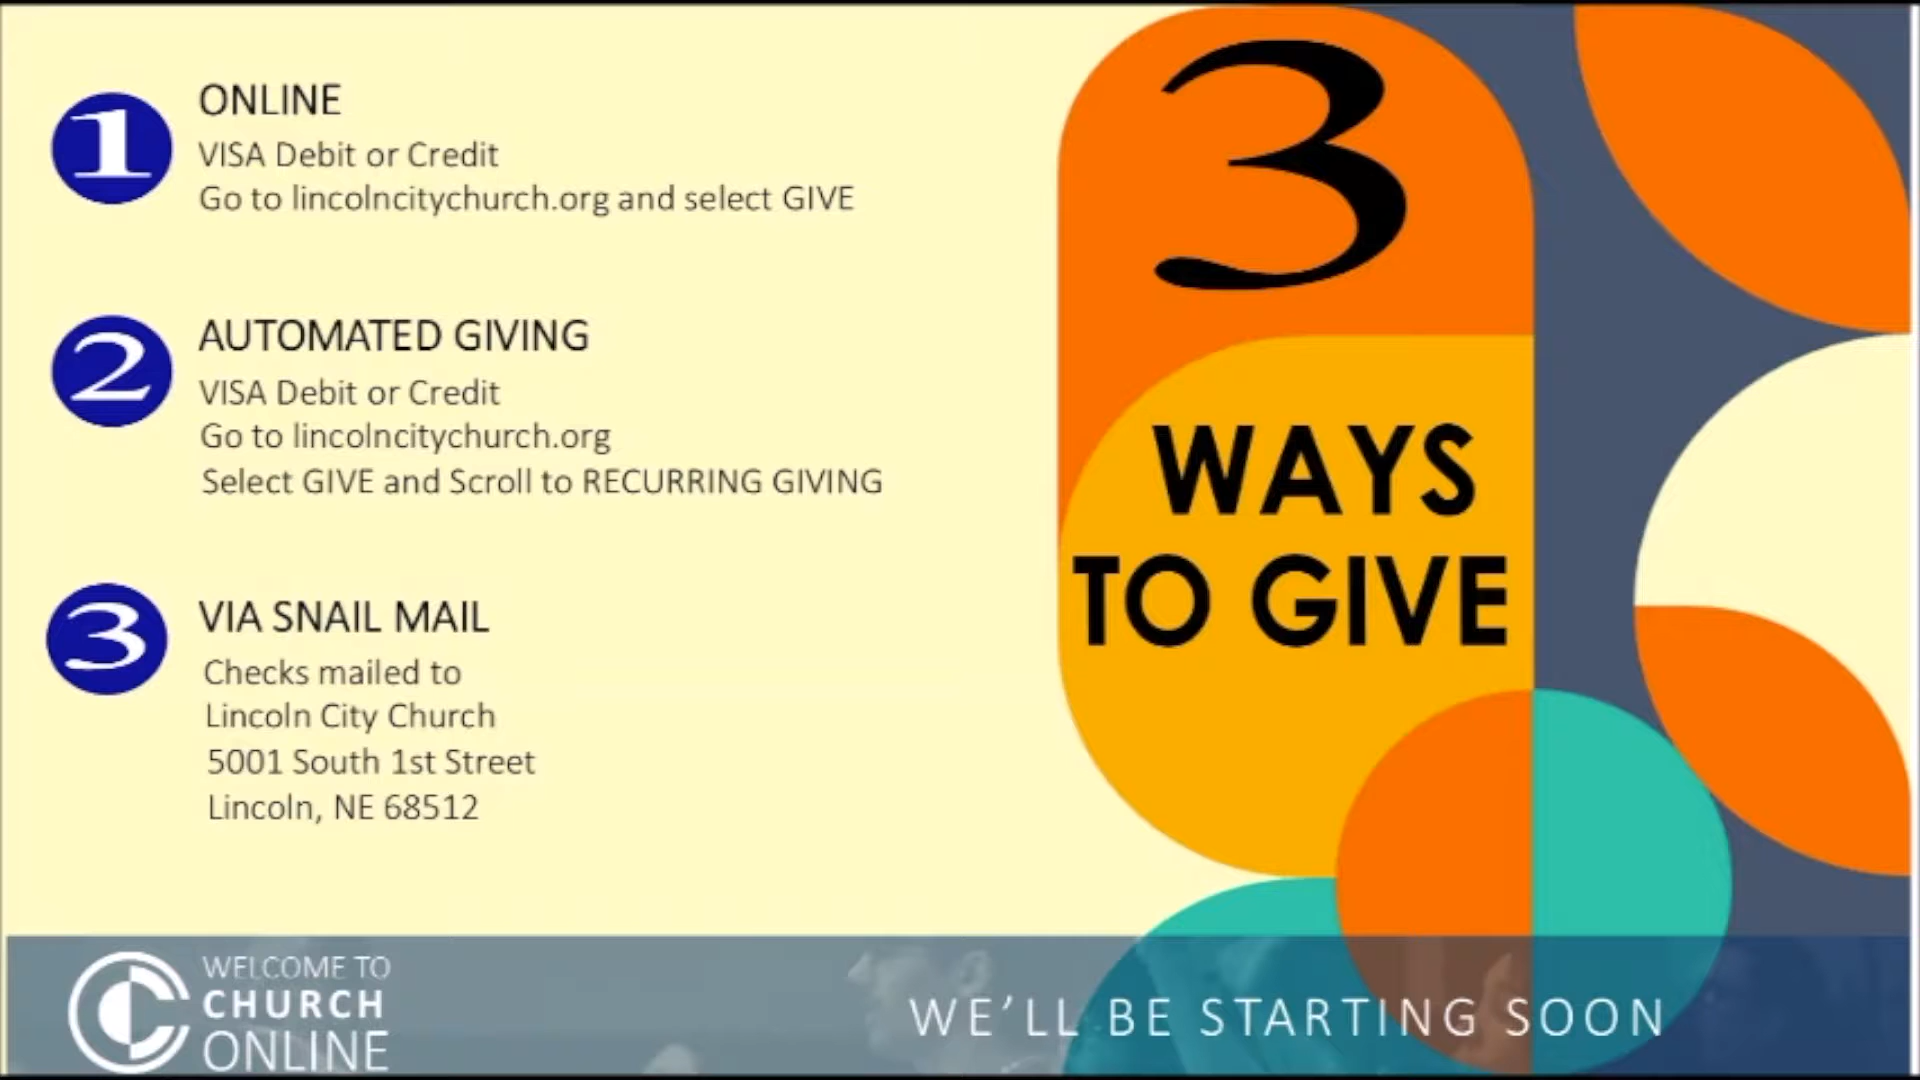 1
ONLINE
VISA Debit or Credit
Go to lincolncitychurch.org and select GIVE
2
AUTOMATED GIVING
VISA Debit or Credit
Go to lincolncitychurch.org
Select GIVE and Scroll to RECURRING GIVING
3
VIA SNAIL MAIL
Checks mailed to
Lincoln City Church
5001 South 1st Street
Lincoln, NE 68512
3
WAYS
TO GIVE
WELCOME TO
CHURCH
ONLINE
WE'LL BE STARTING SOON